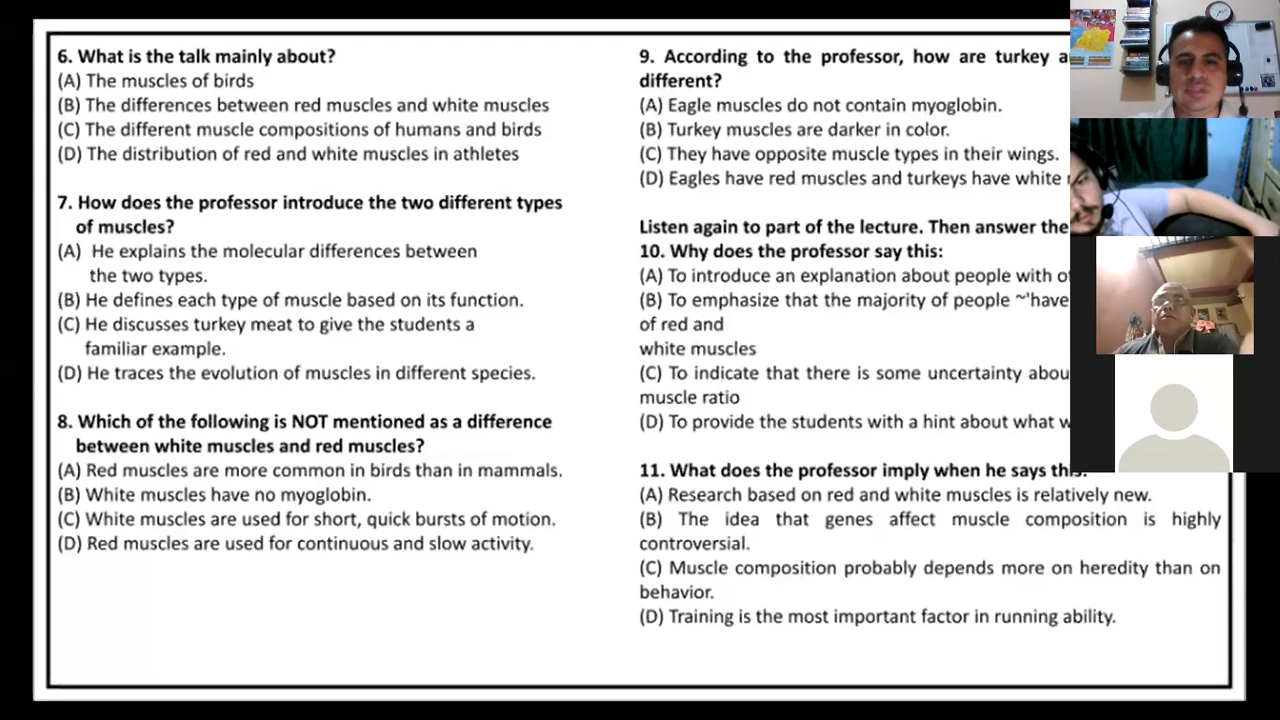 6. What is the talk mainly about?
(A) The muscles of birds
(B) The differences between red muscles and white muscles
(C) The different muscle compositions of humans and birds
(D) The distribution of red and white muscles in athletes
7. How does the professor introduce the two different types
of muscles?
(A) He explains the molecular differences between
the two types.
(B) He defines each type of muscle based on its function.
(C) He discusses turkey meat to give the students a
familiar example.
(D) He traces the evolution of muscles in different species.
8. Which of the following is NOT mentioned as a difference
between white muscles and red muscles?
(A) Red muscles are more common in birds than in mammals.
(B) White muscles have no myoglobin.
(C) White muscles are used for short, quick bursts of motion.
(D) Red muscles are used for continuous and slow activity.
9. According to the professor, how are turkey
different?
(A) Eagle muscles do not contain myoglobin.
(B) Turkey muscles are darker in color.
(C) They have opposite muscle types in their wings.
(D) Eagles have red muscles and turkeys have white
Listen again to part of the lecture. Then answer the
10. Why does the professor say this:
(A) To introduce an explanation about people with
(B) To emphasize that the majority of people ~'have
of red and
white muscles
(C) To indicate that there is some uncertainty
muscle ratio
(D) To provide the students with a hint about what
11. What does the professor imply when he says this:
(A) Research based on red and white muscles is relatively new.
(B) The idea that genes affect muscle composition is highly
controversial.
(C) Muscle composition probably depends more on heredity than on
behavior.
(D) Training is the most important factor in running ability.